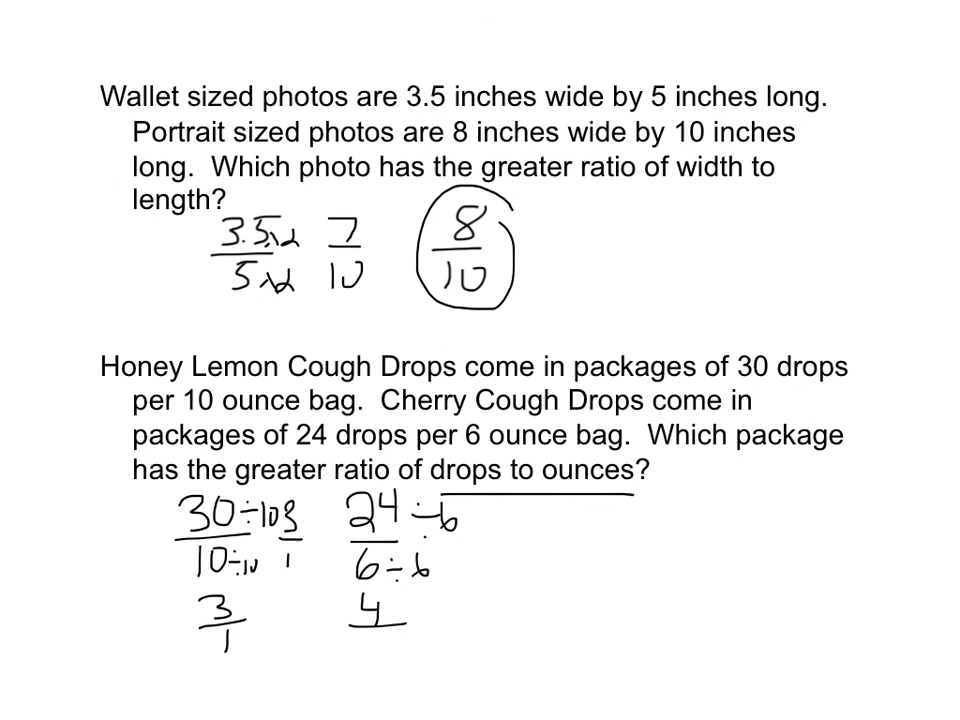 Wallet sized photos are 3.5 inches wide by 5 inches long.
Portrait sized photos are 8 inches wide by 10 inches
long. Which photo has the greater ratio of width to
length?
3.5x2 7 8
5x2 10 10
Honey Lemon Cough Drops come in packages of 30 drops
per 10 ounce bag. Cherry Cough Drops come in
packages of 24 drops per 6 ounce bag. Which package
has the greater ratio of drops to ounces?
30÷10 3 24÷6
10÷10 1 6÷6
3 4
1